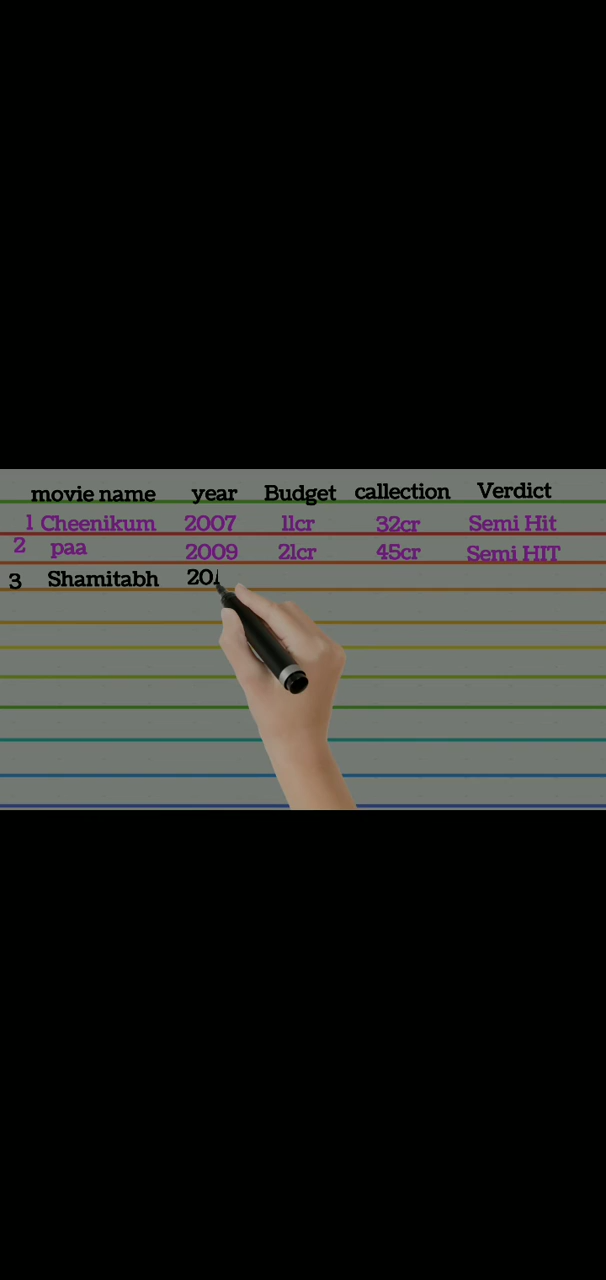 movie name year Budget callection Verdict
1 Cheenikum 2007 11cr 32cr Semi Hit
2 paa 2009 21cr 45cr Semi HIT
3 Shamitabh 20